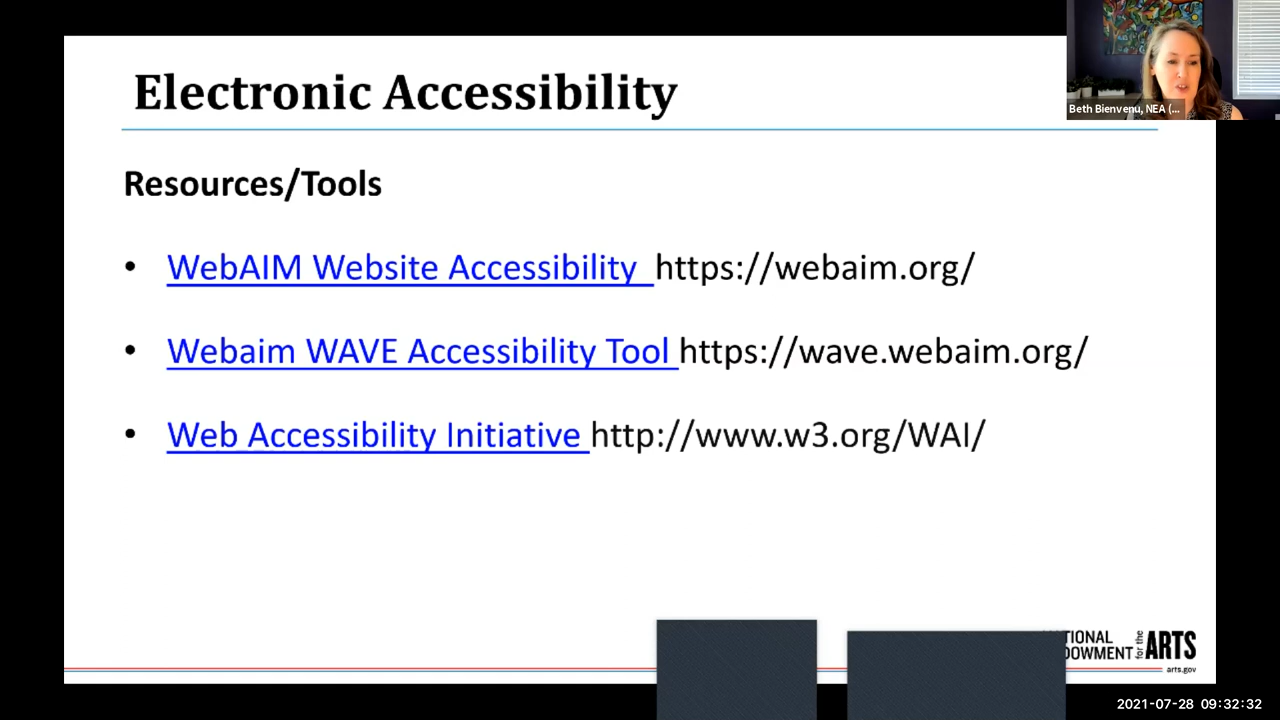 Electronic Accessibility
Beth Bienvenu, NEA (...
Resources/Tools
• WebAIM Website Accessibility https://webaim.org/
• Webaim WAVE Accessibility Tool https://wave.webaim.org/
• Web Accessibility Initiative http://www.w3.org/WAI/
for the
ARTS
arts.gov
2021-07-28 09:32:32